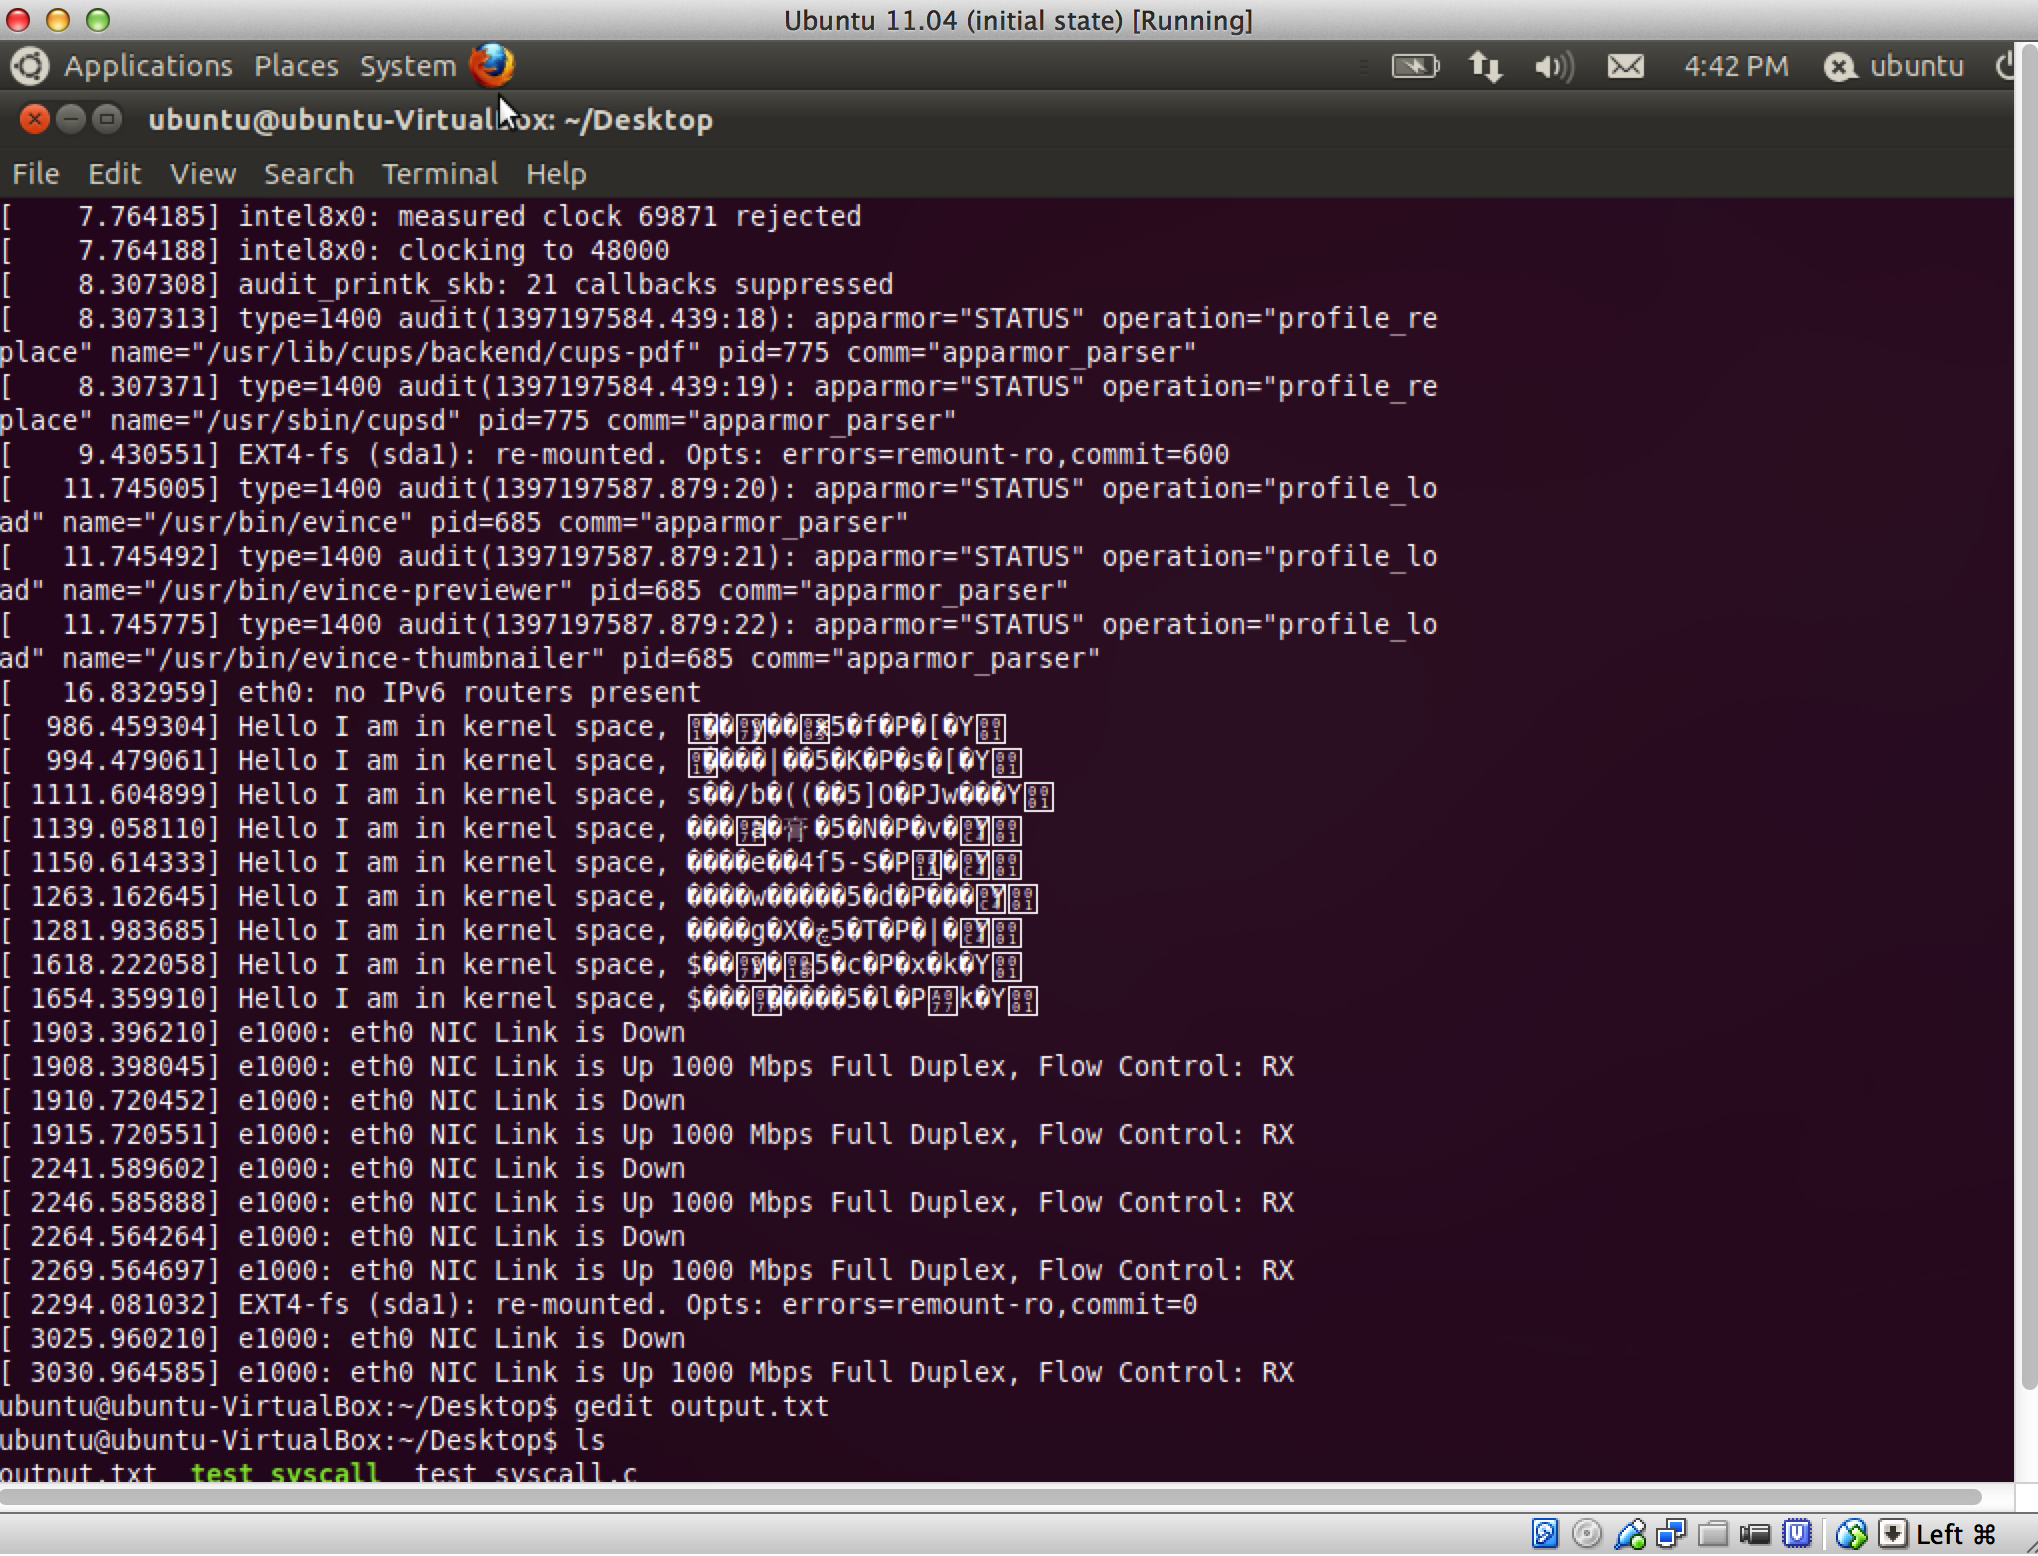 Ubuntu 11.04 (initial state) [Running]
Applications Places System 4:42 PM ubuntu
ubuntu@ubuntu-VirtualBox: ~/Desktop
File Edit View Search Terminal Help
[    7.764185] intel8x0: measured clock 69871 rejected
[    7.764188] intel8x0: clocking to 48000
[    8.307308] audit_printk_skb: 21 callbacks suppressed
[    8.307313] type=1400 audit(1397197584.439:18): apparmor="STATUS" operation="profile_re
place" name="/usr/lib/cups/backend/cups-pdf" pid=775 comm="apparmor_parser"
[    8.307371] type=1400 audit(1397197584.439:19): apparmor="STATUS" operation="profile_re
place" name="/usr/sbin/cupsd" pid=775 comm="apparmor_parser"
[    9.430551] EXT4-fs (sda1): re-mounted. Opts: errors=remount-ro,commit=600
[   11.745005] type=1400 audit(1397197587.879:20): apparmor="STATUS" operation="profile_lo
ad" name="/usr/bin/evince" pid=685 comm="apparmor_parser"
[   11.745492] type=1400 audit(1397197587.879:21): apparmor="STATUS" operation="profile_lo
ad" name="/usr/bin/evince-previewer" pid=685 comm="apparmor_parser"
[   11.745775] type=1400 audit(1397197587.879:22): apparmor="STATUS" operation="profile_lo
ad" name="/usr/bin/evince-thumbnailer" pid=685 comm="apparmor_parser"
[   16.832959] eth0: no IPv6 routers present
[  986.459304] Hello I am in kernel space,
[  994.479061] Hello I am in kernel space,
[ 1111.604899] Hello I am in kernel space,
[ 1139.058110] Hello I am in kernel space,
[ 1150.614333] Hello I am in kernel space,
[ 1263.162645] Hello I am in kernel space,
[ 1281.983685] Hello I am in kernel space,
[ 1618.222058] Hello I am in kernel space,
[ 1654.359910] Hello I am in kernel space,
[ 1903.396210] e1000: eth0 NIC Link is Down
[ 1908.398045] e1000: eth0 NIC Link is Up 1000 Mbps Full Duplex, Flow Control: RX
[ 1910.720452] e1000: eth0 NIC Link is Down
[ 1915.720551] e1000: eth0 NIC Link is Up 1000 Mbps Full Duplex, Flow Control: RX
[ 2241.589602] e1000: eth0 NIC Link is Down
[ 2246.585888] e1000: eth0 NIC Link is Up 1000 Mbps Full Duplex, Flow Control: RX
[ 2264.564264] e1000: eth0 NIC Link is Down
[ 2269.564697] e1000: eth0 NIC Link is Up 1000 Mbps Full Duplex, Flow Control: RX
[ 2294.081032] EXT4-fs (sda1): re-mounted. Opts: errors=remount-ro,commit=0
[ 3025.960210] e1000: eth0 NIC Link is Down
[ 3030.964585] e1000: eth0 NIC Link is Up 1000 Mbps Full Duplex, Flow Control: RX
ubuntu@ubuntu-VirtualBox:~/Desktop$ gedit output.txt
ubuntu@ubuntu-VirtualBox:~/Desktop$ ls
output.txt  test_syscall  test_syscall.c
Left ⌘